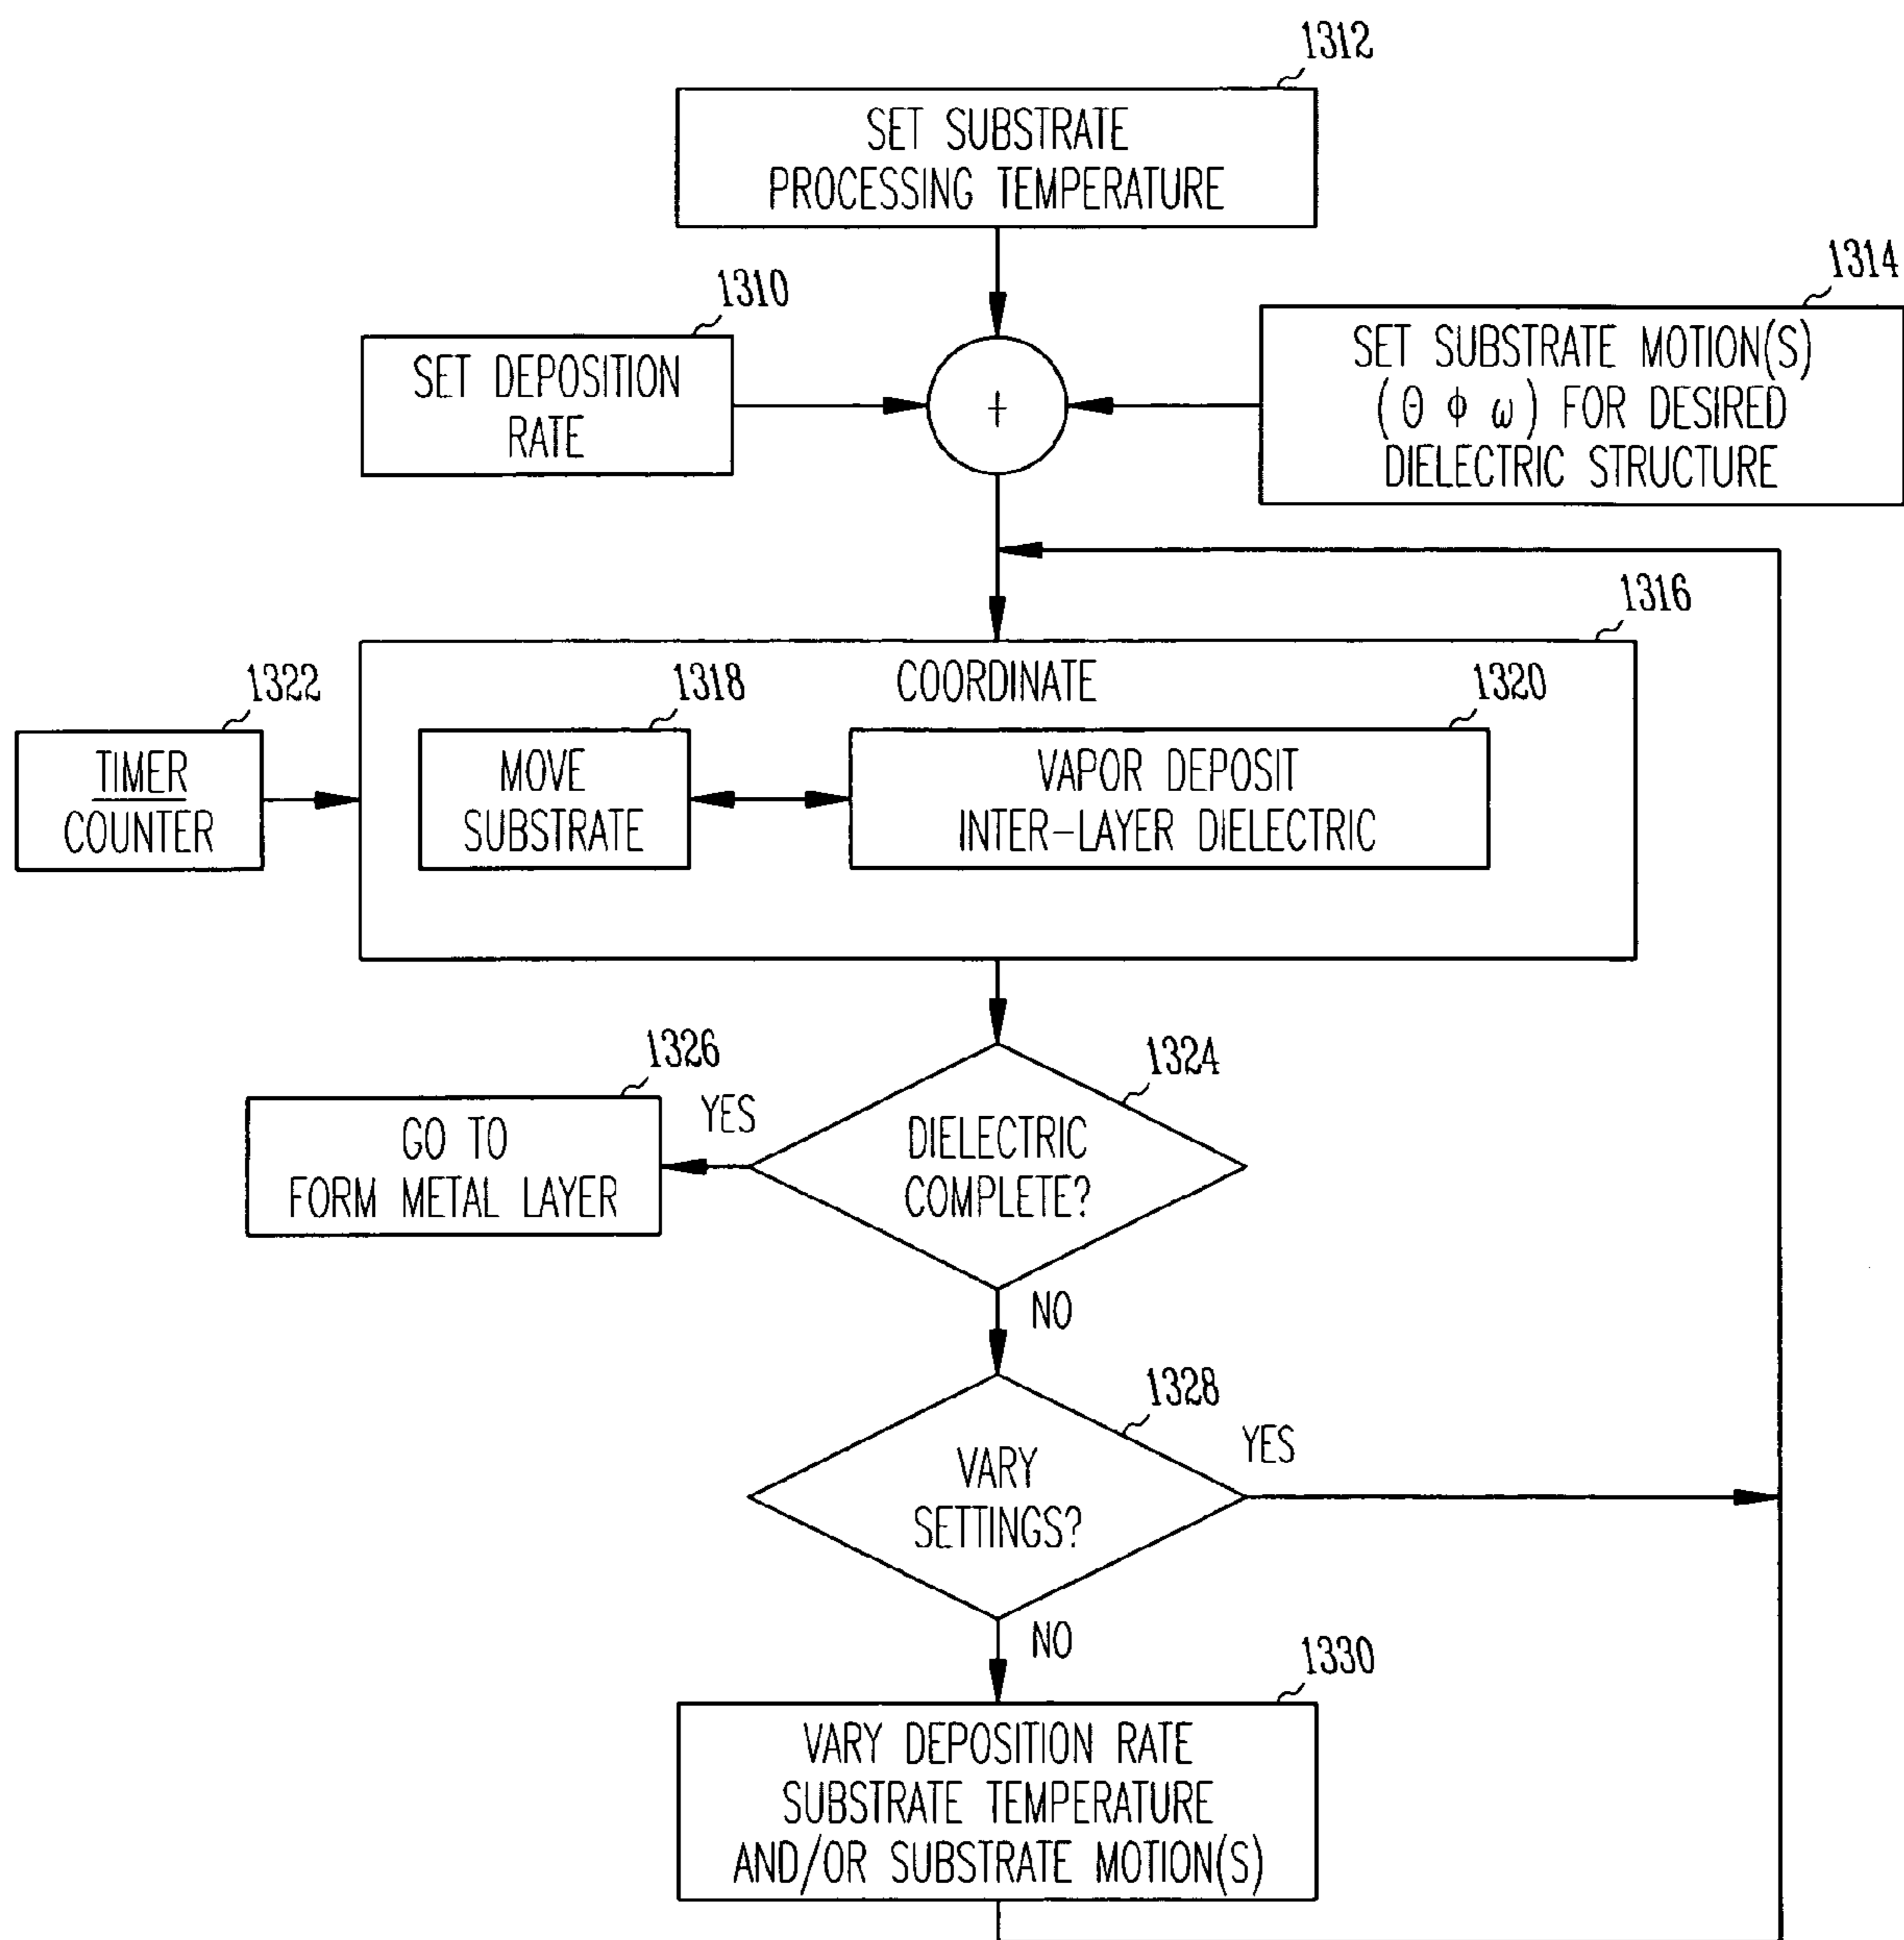 1312
SET SUBSTRATE
PROCESSING TEMPERATURE
1310
SET DEPOSITION
RATE
+
1314
SET SUBSTRATE MOTION(S)
(θ φ ω) FOR DESIRED
DIELECTRIC STRUCTURE
1316
COORDINATE
1322
TIMER
COUNTER
1318
MOVE
SUBSTRATE
1320
VAPOR DEPOSIT
INTER-LAYER DIELECTRIC
1324
DIELECTRIC
COMPLETE?
YES
1326
GO TO
FORM METAL LAYER
NO
1328
VARY
SETTINGS?
YES
NO
1330
VARY DEPOSITION RATE
SUBSTRATE TEMPERATURE
AND/OR SUBSTRATE MOTION(S)